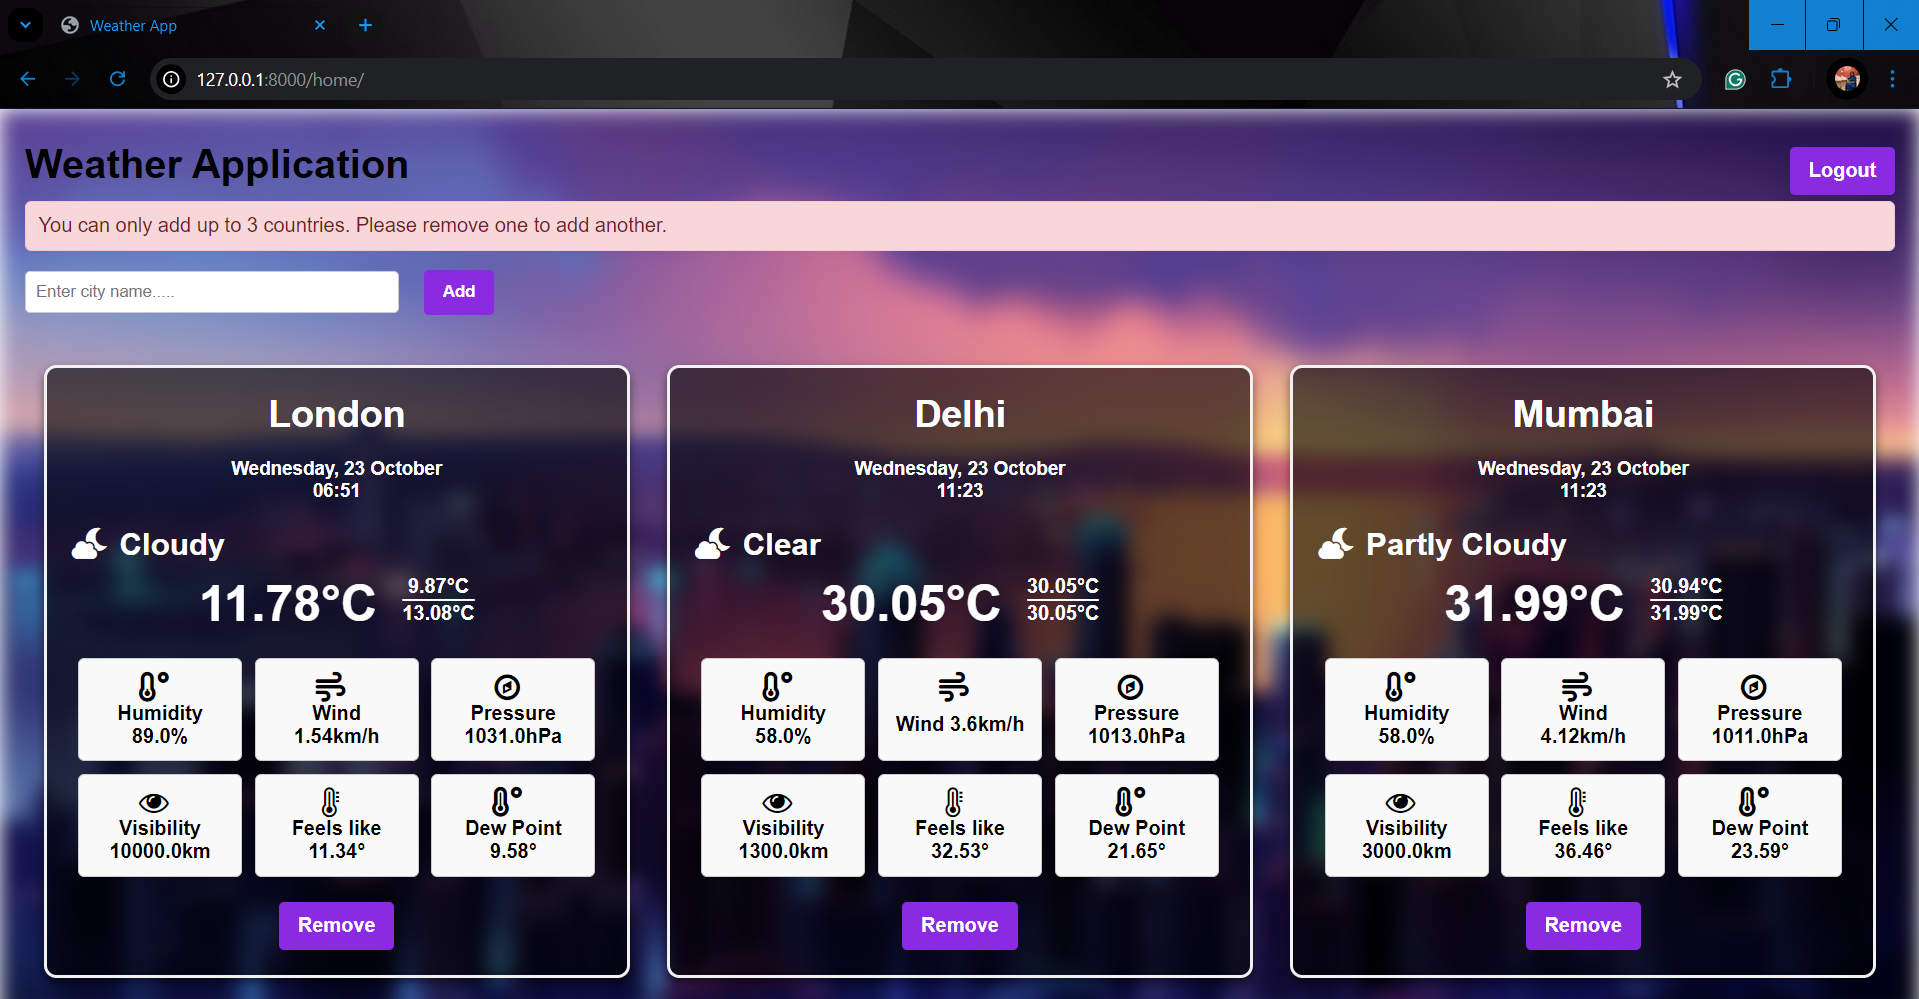 Weather App
127.0.0.1:8000/home/
Weather Application
Logout
You can only add up to 3 countries. Please remove one to add another.
Enter city name.....
Add
London
Wednesday, 23 October
06:51
Cloudy
11.78°C
9.87°C
13.08°C
Humidity
89.0%
Wind
1.54km/h
Pressure
1031.0hPa
Visibility
10000.0km
Feels like
11.34°
Dew Point
9.58°
Remove
Delhi
Wednesday, 23 October
11:23
Clear
30.05°C
30.05°C
30.05°C
Humidity
58.0%
Wind 3.6km/h
Pressure
1013.0hPa
Visibility
1300.0km
Feels like
32.53°
Dew Point
21.65°
Remove
Mumbai
Wednesday, 23 October
11:23
Partly Cloudy
31.99°C
30.94°C
31.99°C
Humidity
58.0%
Wind
4.12km/h
Pressure
1011.0hPa
Visibility
3000.0km
Feels like
36.46°
Dew Point
23.59°
Remove